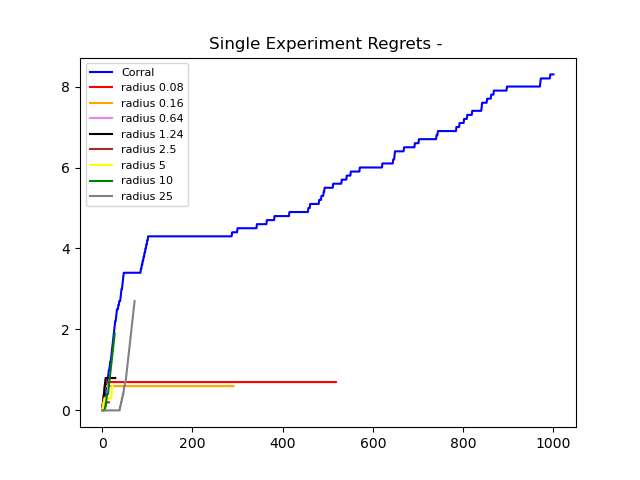 Single Experiment Regrets -
Corral
radius 0.08
radius 0.16
radius 0.64
radius 1.24
radius 2.5
radius 5
radius 10
radius 25
8
6
4
2
0
0 200 400 600 800 1000